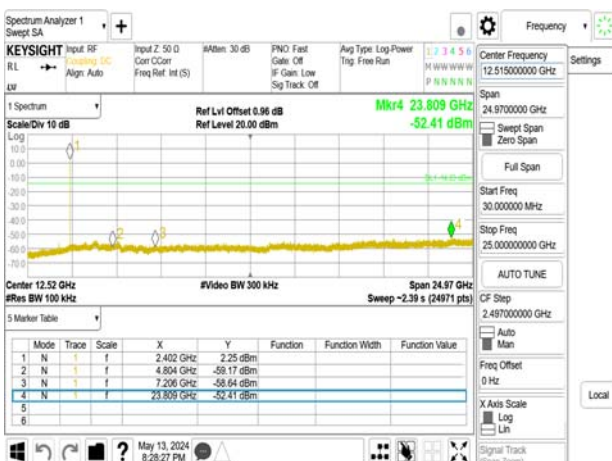 Spectrum Analyzer 1
Swept SA
Frequency
KEYSIGHT
Input: RF
Coupling: DC
Align: Auto
Input Z: 50 Ω
Corr CCorr
Freq Ref: Int (S)
#Atten: 30 dB
PNO: Fast
Gate: Off
IF Gain: Low
Sig Track: Off
Avg Type: Log-Power
Trig: Free Run
1 2 3 4 5 6
M W W W W W
P N N N N N
RL
LXI
Center Frequency
12.515000000 GHz
Settings
Span
24.9700000 GHz
Swept Span
Zero Span
Full Span
Start Freq
30.000000 MHz
Stop Freq
25.000000000 GHz
AUTO TUNE
CF Step
2.497000000 GHz
Auto
Man
Freq Offset
0 Hz
X Axis Scale
Log
Lin
Signal Track
Local
1 Spectrum
Scale/Div 10 dB
Ref Lvl Offset 0.96 dB
Ref Level 20.00 dBm
Mkr4 23.809 GHz
-52.41 dBm
Log
10.0
0.00
-10.0
-20.0
-30.0
-40.0
-50.0
-60.0
-70.0
1
2
3
4
Center 12.52 GHz
#Video BW 300 kHz
Span 24.97 GHz
#Res BW 100 kHz
Sweep ~2.39 s (24971 pts)
5 Marker Table
Mode Trace Scale X Y Function Function Width Function Value
1 N 1 f 2.402 GHz 2.25 dBm
2 N 1 f 4.804 GHz -59.17 dBm
3 N 1 f 7.206 GHz -58.64 dBm
4 N 1 f 23.809 GHz -52.41 dBm
5
6
?
May 13, 2024
8:28:27 PM